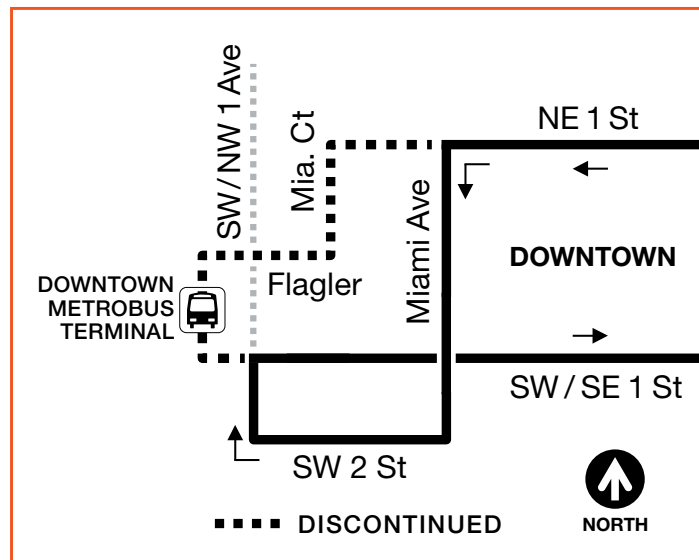 SW/NW 1 Ave
Mia. Ct
NE 1 St
Miami Ave
DOWNTOWN
Flagler
DOWNTOWN
METROBUS
TERMINAL
SW / SE 1 St
SW 2 St
DISCONTINUED
NORTH